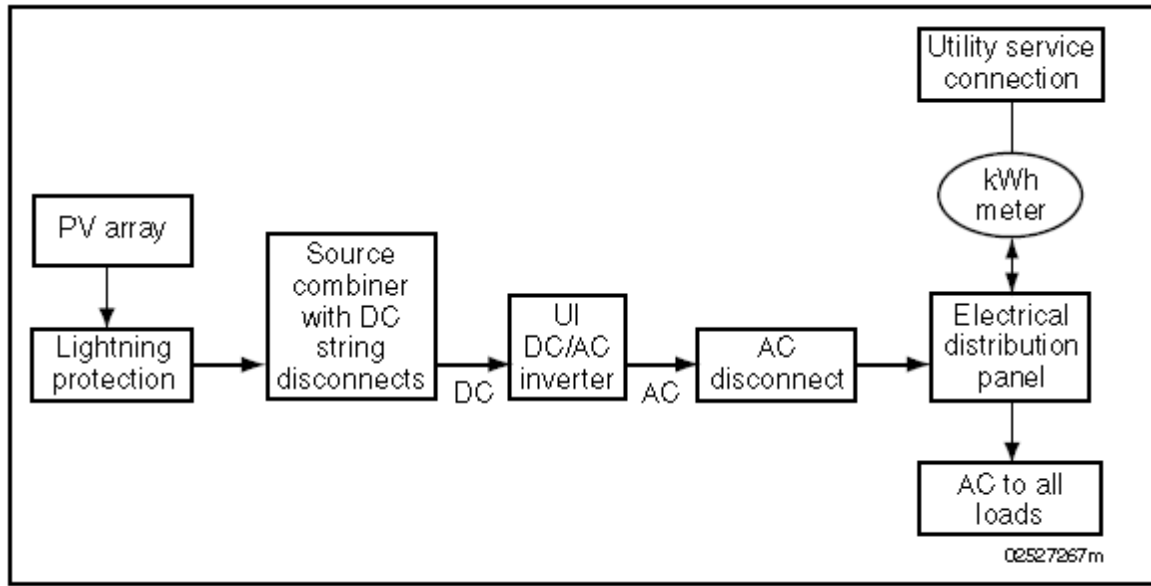 Utility service
connection
kWh
meter
PV array
Lightning
protection
Source
combiner
with DC
string
disconnects
DC
UI
DC/AC
inverter
AC
AC
disconnect
Electrical
distribution
panel
AC to all
loads
02527267m